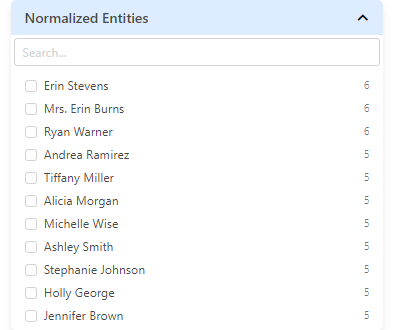 Normalized Entities
Search...
Erin Stevens 6
Mrs. Erin Burns 6
Ryan Warner 6
Andrea Ramirez 5
Tiffany Miller 5
Alicia Morgan 5
Michelle Wise 5
Ashley Smith 5
Stephanie Johnson 5
Holly George 5
Jennifer Brown 5